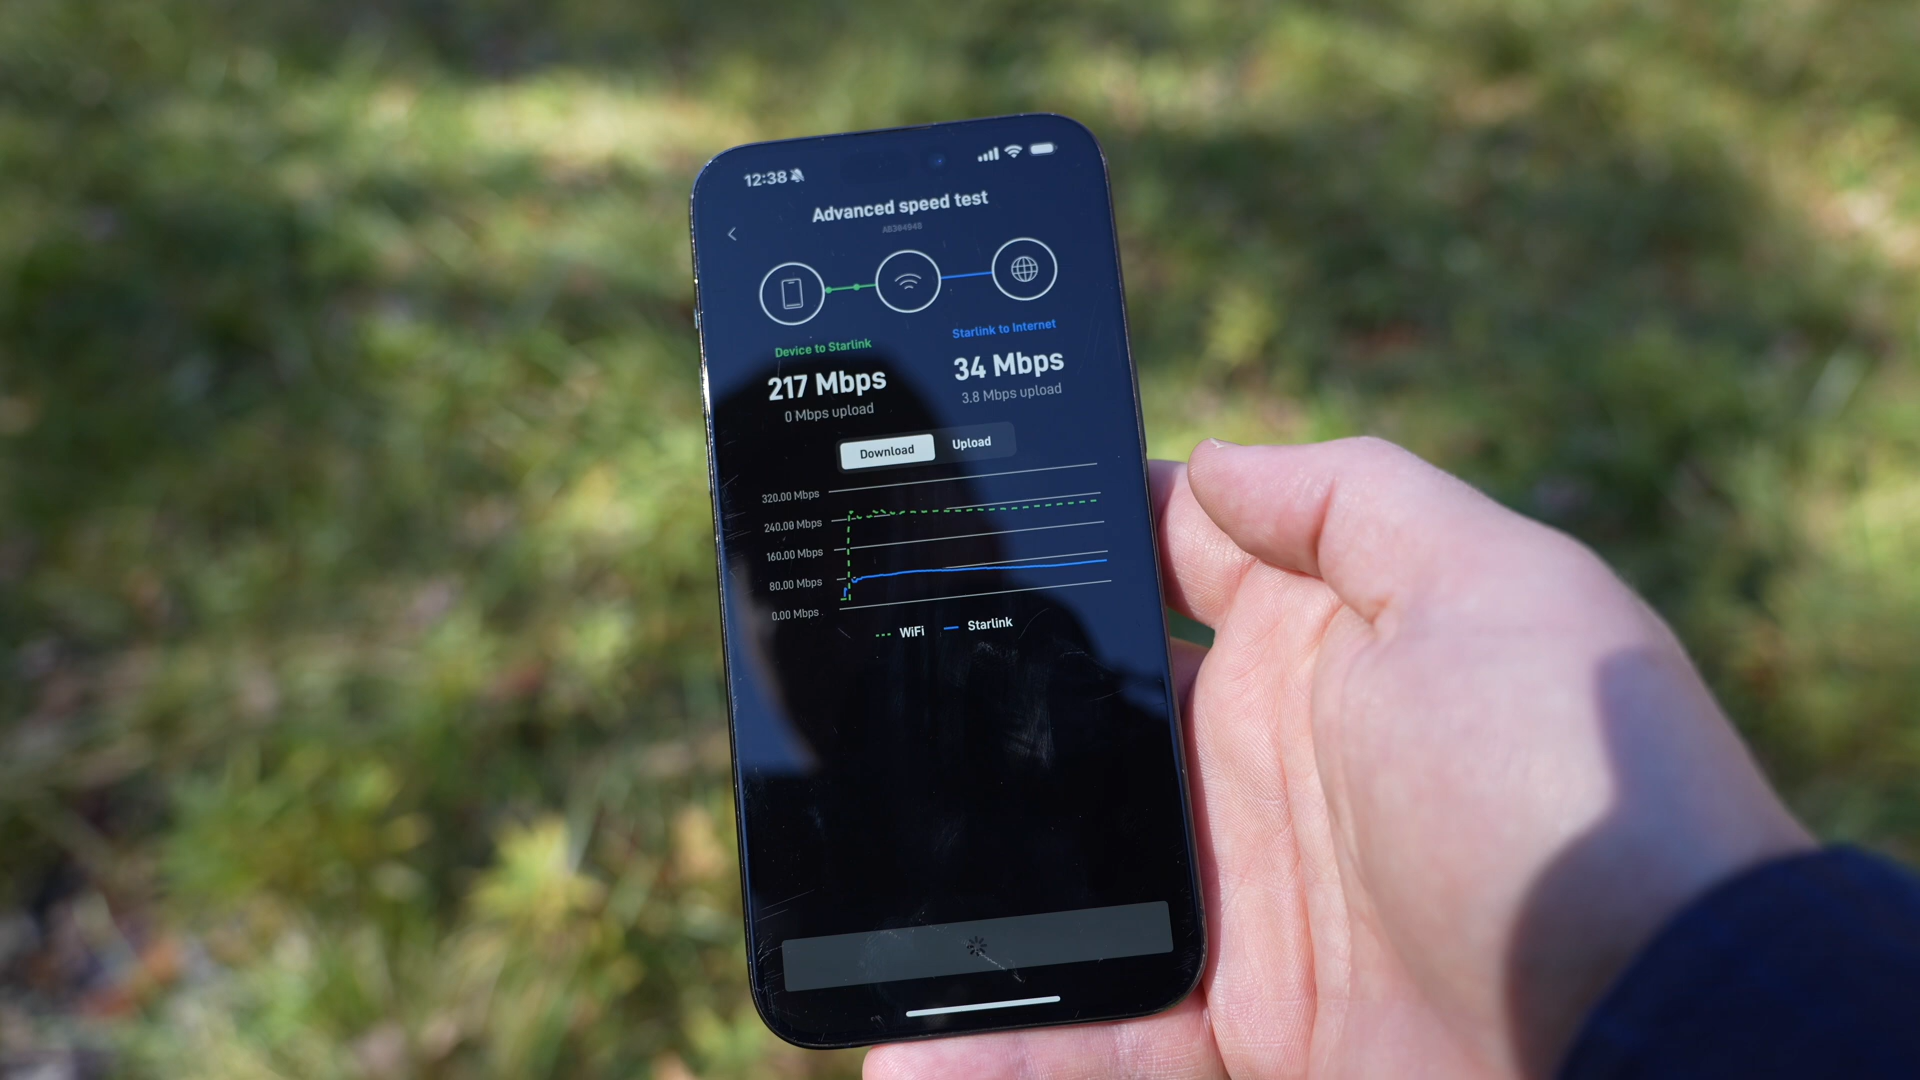 12:38
Advanced speed test
Device to Starlink
Starlink to Internet
217 Mbps
34 Mbps
0 Mbps upload
3.8 Mbps upload
Download
Upload
320.00 Mbps
240.00 Mbps
160.00 Mbps
80.00 Mbps
0.00 Mbps
WiFi
Starlink